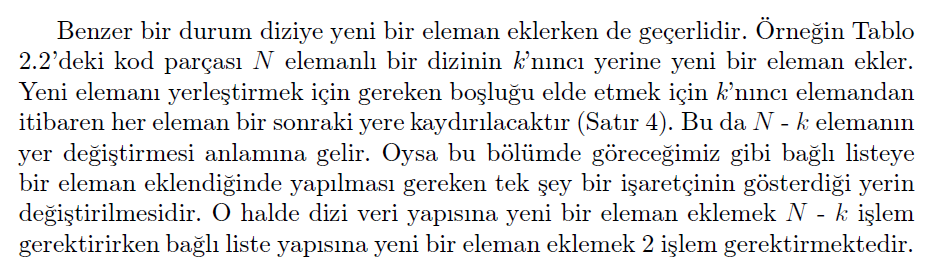 Benzer bir durum diziye yeni bir eleman eklerken de geçerlidir. Örneğin Tablo
2.2'deki kod parçası N elemanlı bir dizinin k'nıncı yerine yeni bir eleman ekler.
Yeni elemanı yerleştirmek için gereken boşluğu elde etmek için k'nıncı elemandan
itibaren her eleman bir sonraki yere kaydırılacaktır (Satır 4). Bu da N - k elemanın
yer değiştirmesi anlamına gelir. Oysa bu bölümde göreceğimiz gibi bağlı listeye
bir eleman eklendiğinde yapılması gereken tek şey bir işaretçinin gösterdiği yerin
değiştirilmesidir. O halde dizi veri yapısına yeni bir eleman eklemek N - k işlem
gerektirirken bağlı liste yapısına yeni bir eleman eklemek 2 işlem gerektirmektedir.